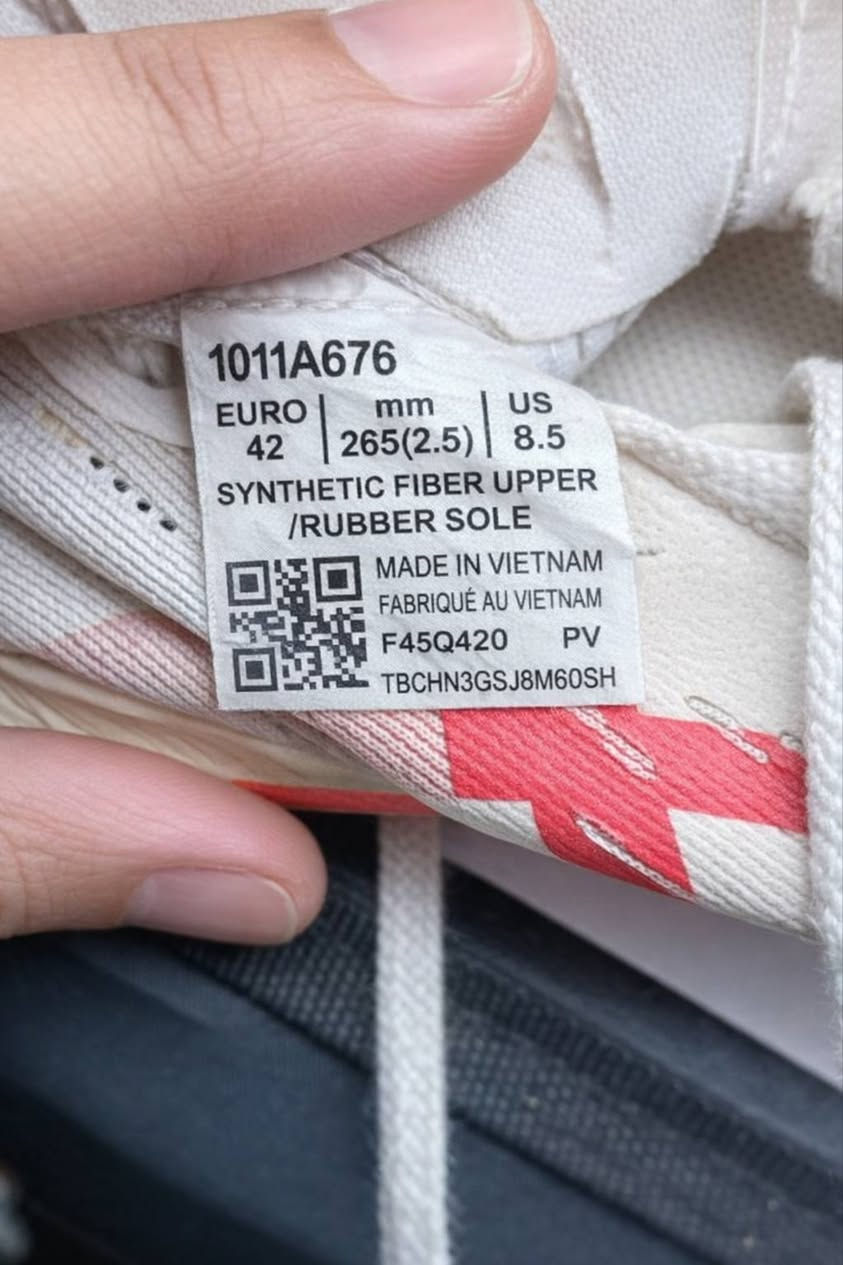 1011A676
EURO | mm | US
42 | 265(2.5) | 8.5
SYNTHETIC FIBER UPPER
/RUBBER SOLE
MADE IN VIETNAM
FABRIQUÉ AU VIETNAM
F45Q420 PV
TBCHN3GSJ8M60SH